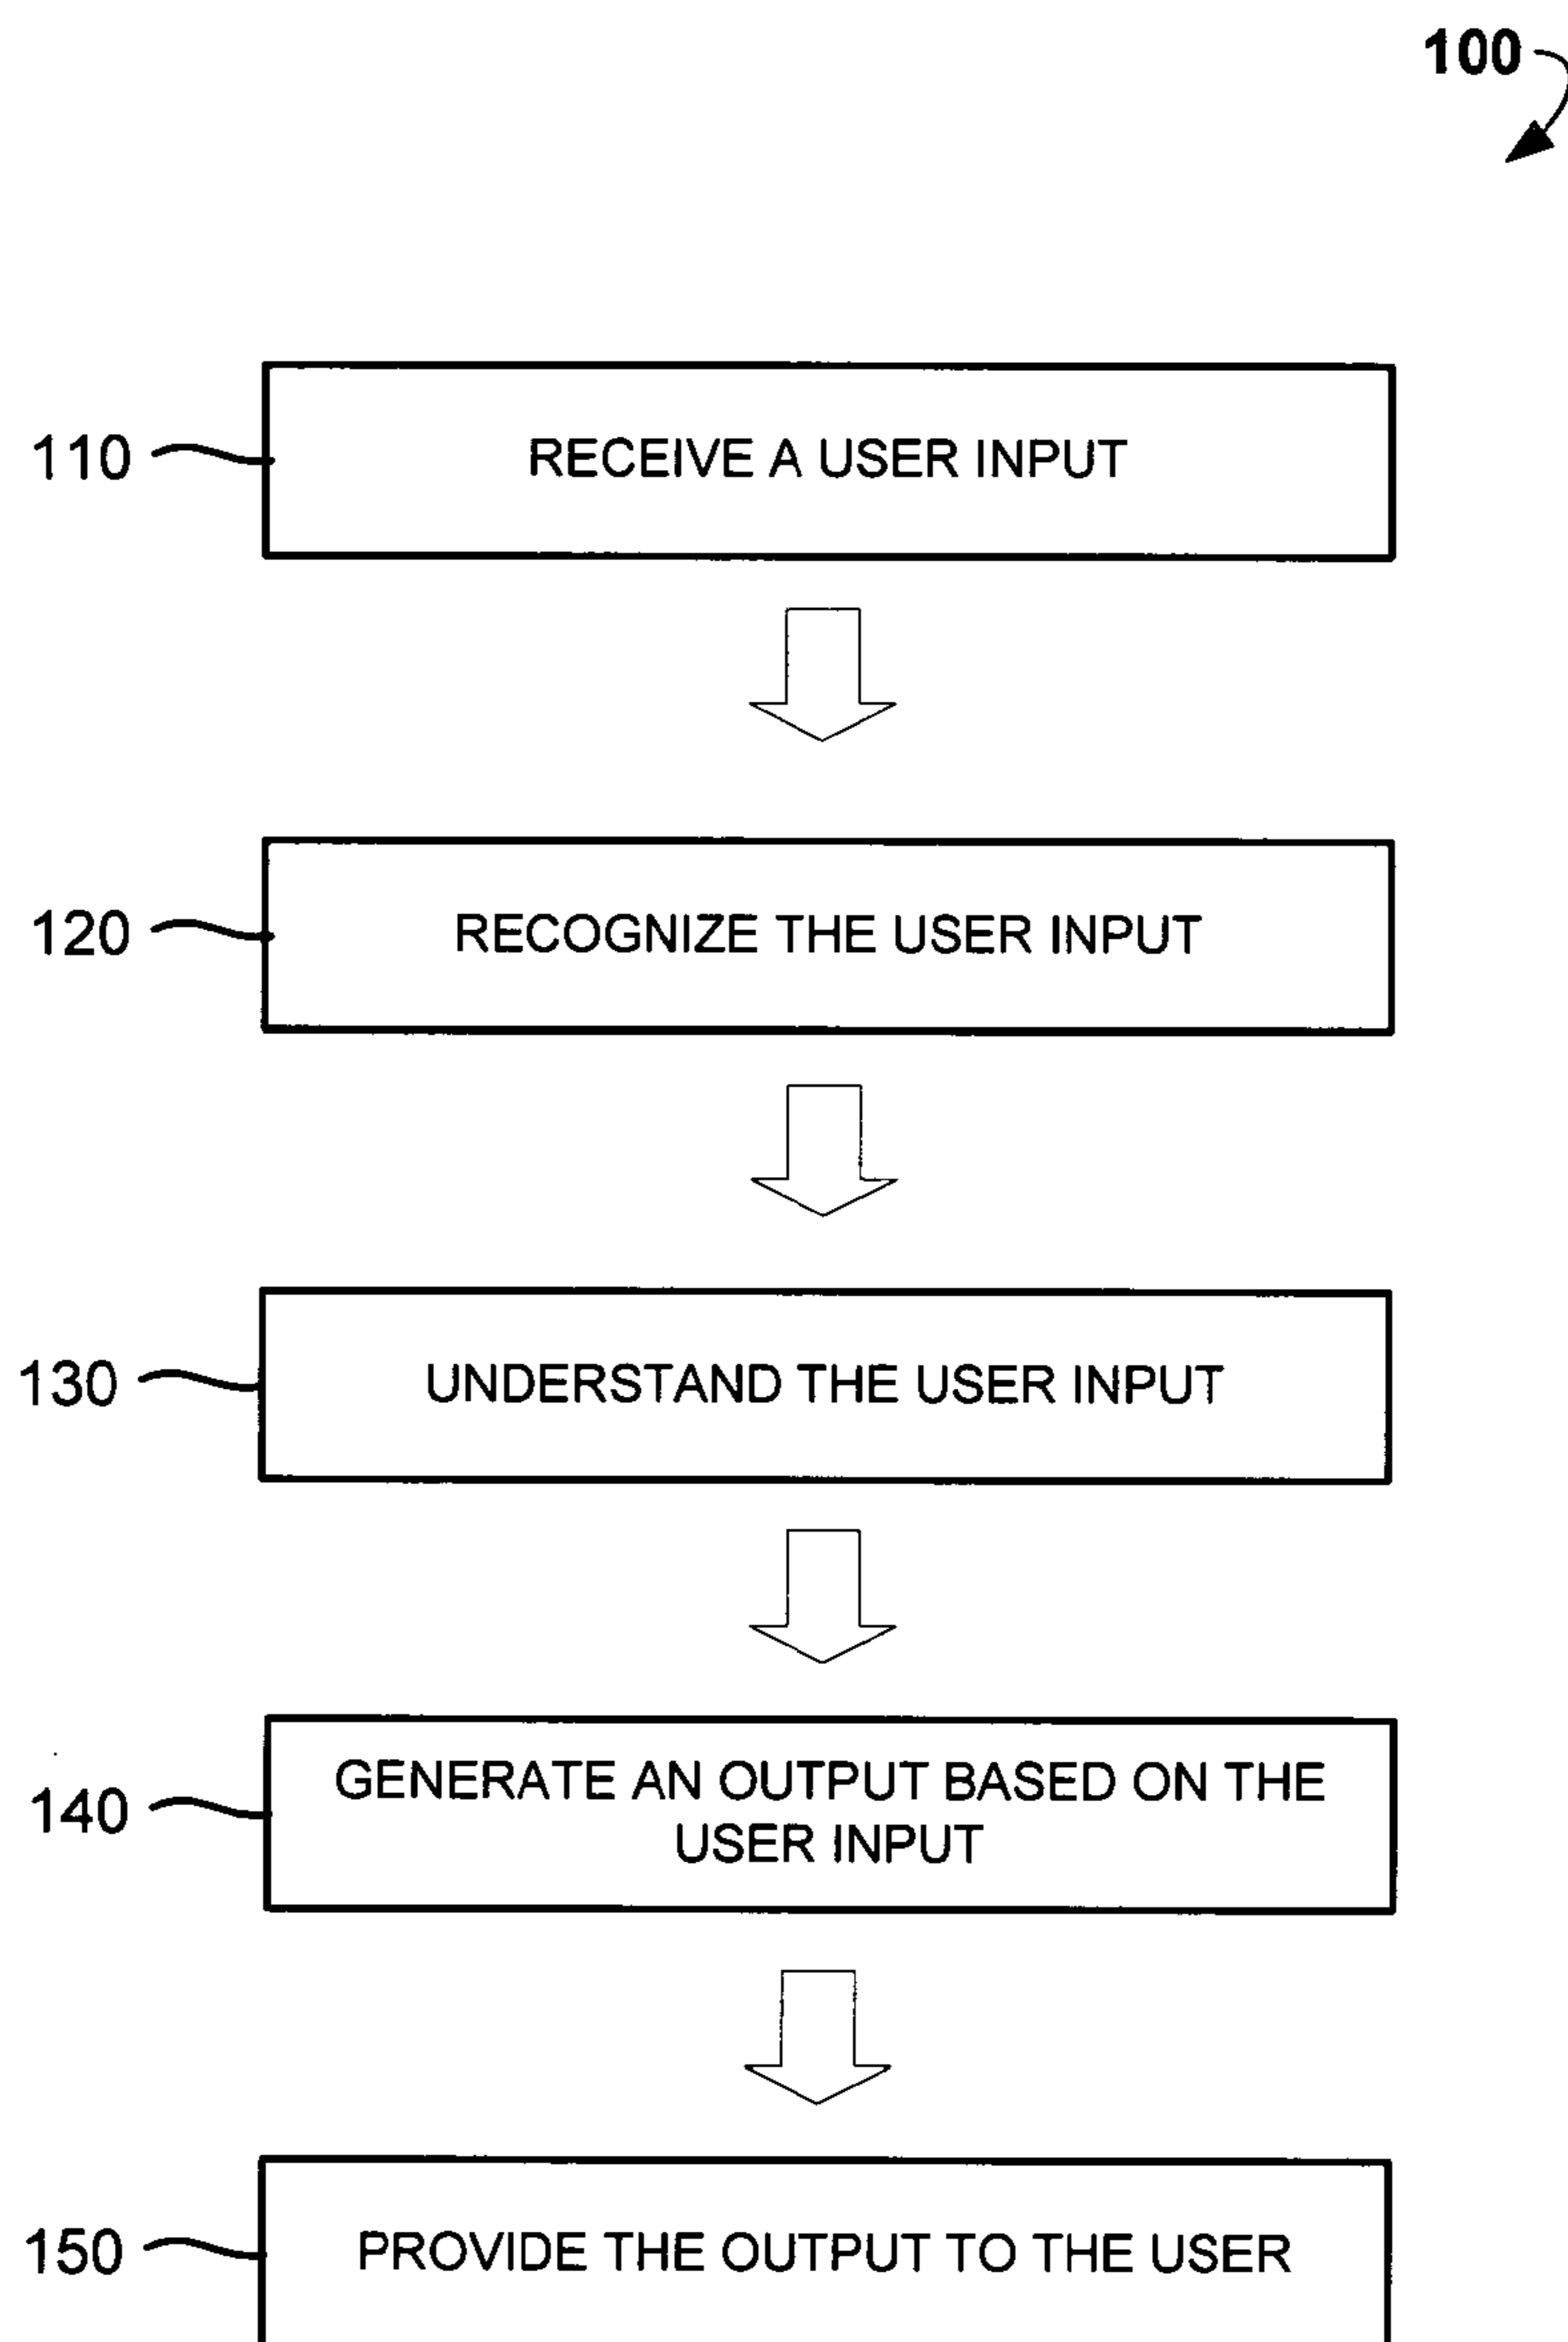 100
110
RECEIVE A USER INPUT
120
RECOGNIZE THE USER INPUT
130
UNDERSTAND THE USER INPUT
140
GENERATE AN OUTPUT BASED ON THE
USER INPUT
150
PROVIDE THE OUTPUT TO THE USER